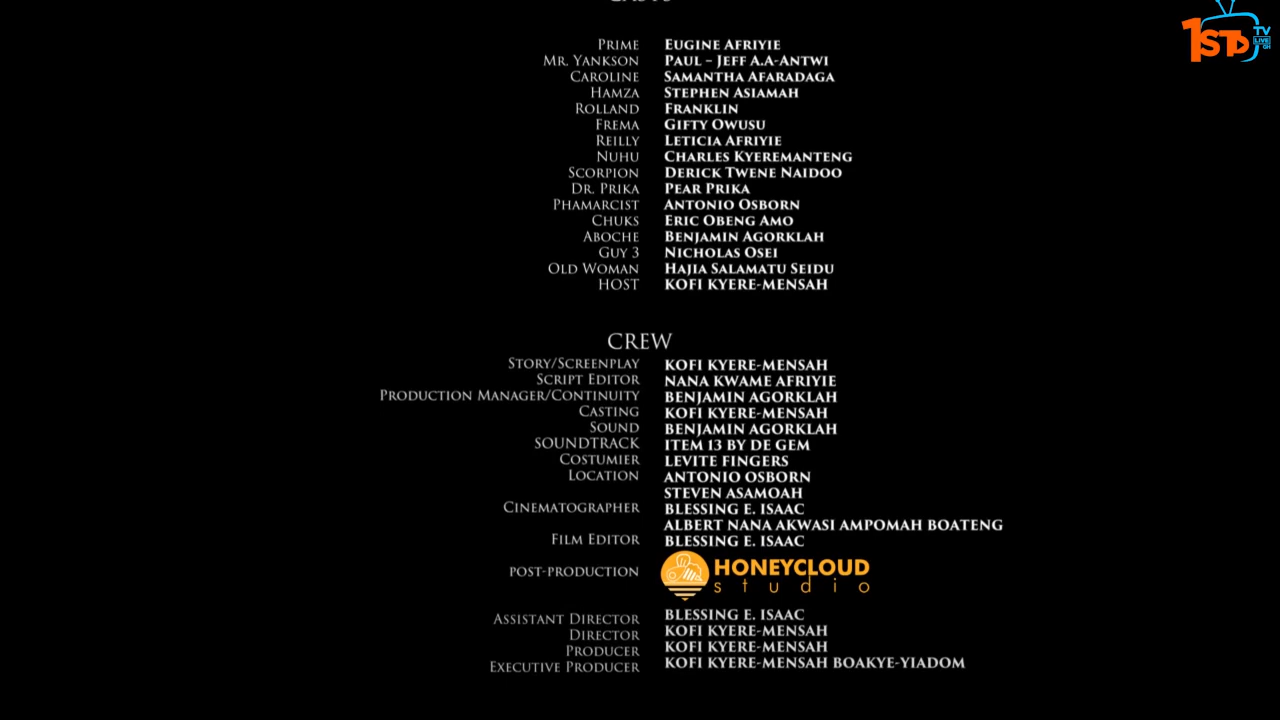 PRIME EUGINE AFRIYIE
MR. YANKSON PAUL – JEFF A.A-ANTWI
CAROLINE SAMANTHA AFARADAGA
HAMZA STEPHEN ASIAMAH
ROLLAND FRANKLIN
FREMA GIFTY OWUSU
REILLY LETICIA AFRIYIE
NUHU CHARLES KYEREMANTENG
SCORPION DERICK TWENE NAIDOO
DR. PRIKA PEAR PRIKA
PHAMARCIST ANTONIO OSBORN
CHUKS ERIC OBENG AMO
ABOCHE BENJAMIN AGORKLAH
GUY 3 NICHOLAS OSEI
OLD WOMAN HAJIA SALAMATU SEIDU
HOST KOFI KYERE-MENSAH
CREW
STORY/SCREENPLAY KOFI KYERE-MENSAH
SCRIPT EDITOR NANA KWAME AFRIYIE
PRODUCTION MANAGER/CONTINUITY BENJAMIN AGORKLAH
CASTING KOFI KYERE-MENSAH
SOUND BENJAMIN AGORKLAH
SOUNDTRACK ITEM 13 BY DE GEM
COSTUMIER LEVITE FINGERS
LOCATION ANTONIO OSBORN
STEVEN ASAMOAH
CINEMATOGRAPHER BLESSING E. ISAAC
ALBERT NANA AKWASI AMPOMAH BOATENG
FILM EDITOR BLESSING E. ISAAC
POST-PRODUCTION HONEYCLOUD
studio
ASSISTANT DIRECTOR BLESSING E. ISAAC
DIRECTOR KOFI KYERE-MENSAH
PRODUCER KOFI KYERE-MENSAH
EXECUTIVE PRODUCER KOFI KYERE-MENSAH BOAKYE-YIADOM
TV
LIVE
GH